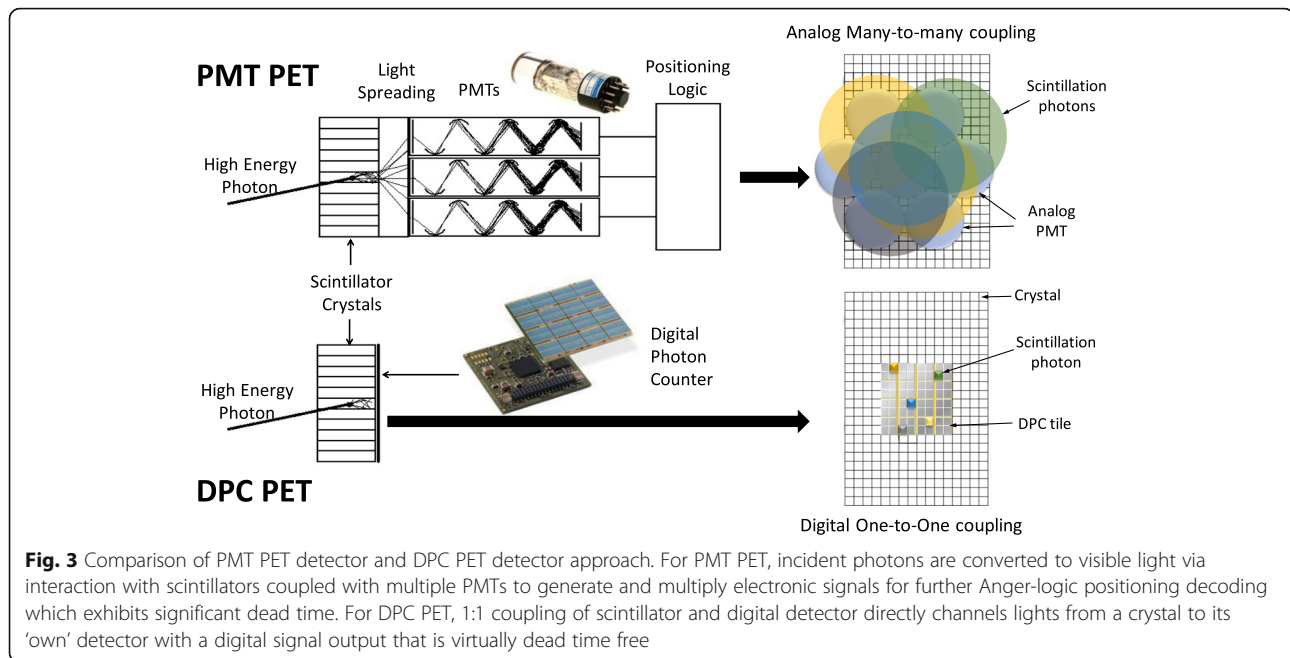 Analog Many-to-many coupling
PMT PET
Light
Spreading
PMTs
Positioning
Logic
Scintillation
photons
High Energy
Photon
Analog
PMT
Scintillator
Crystals
Crystal
Digital
Photon
Counter
Scintillation
photon
High Energy
Photon
DPC tile
DPC PET
Digital One-to-One coupling
Fig. 3 Comparison of PMT PET detector and DPC PET detector approach. For PMT PET, incident photons are converted to visible light via
interaction with scintillators coupled with multiple PMTs to generate and multiply electronic signals for further Anger-logic positioning decoding
which exhibits significant dead time. For DPC PET, 1:1 coupling of scintillator and digital detector directly channels lights from a crystal to its
‘own’ detector with a digital signal output that is virtually dead time free